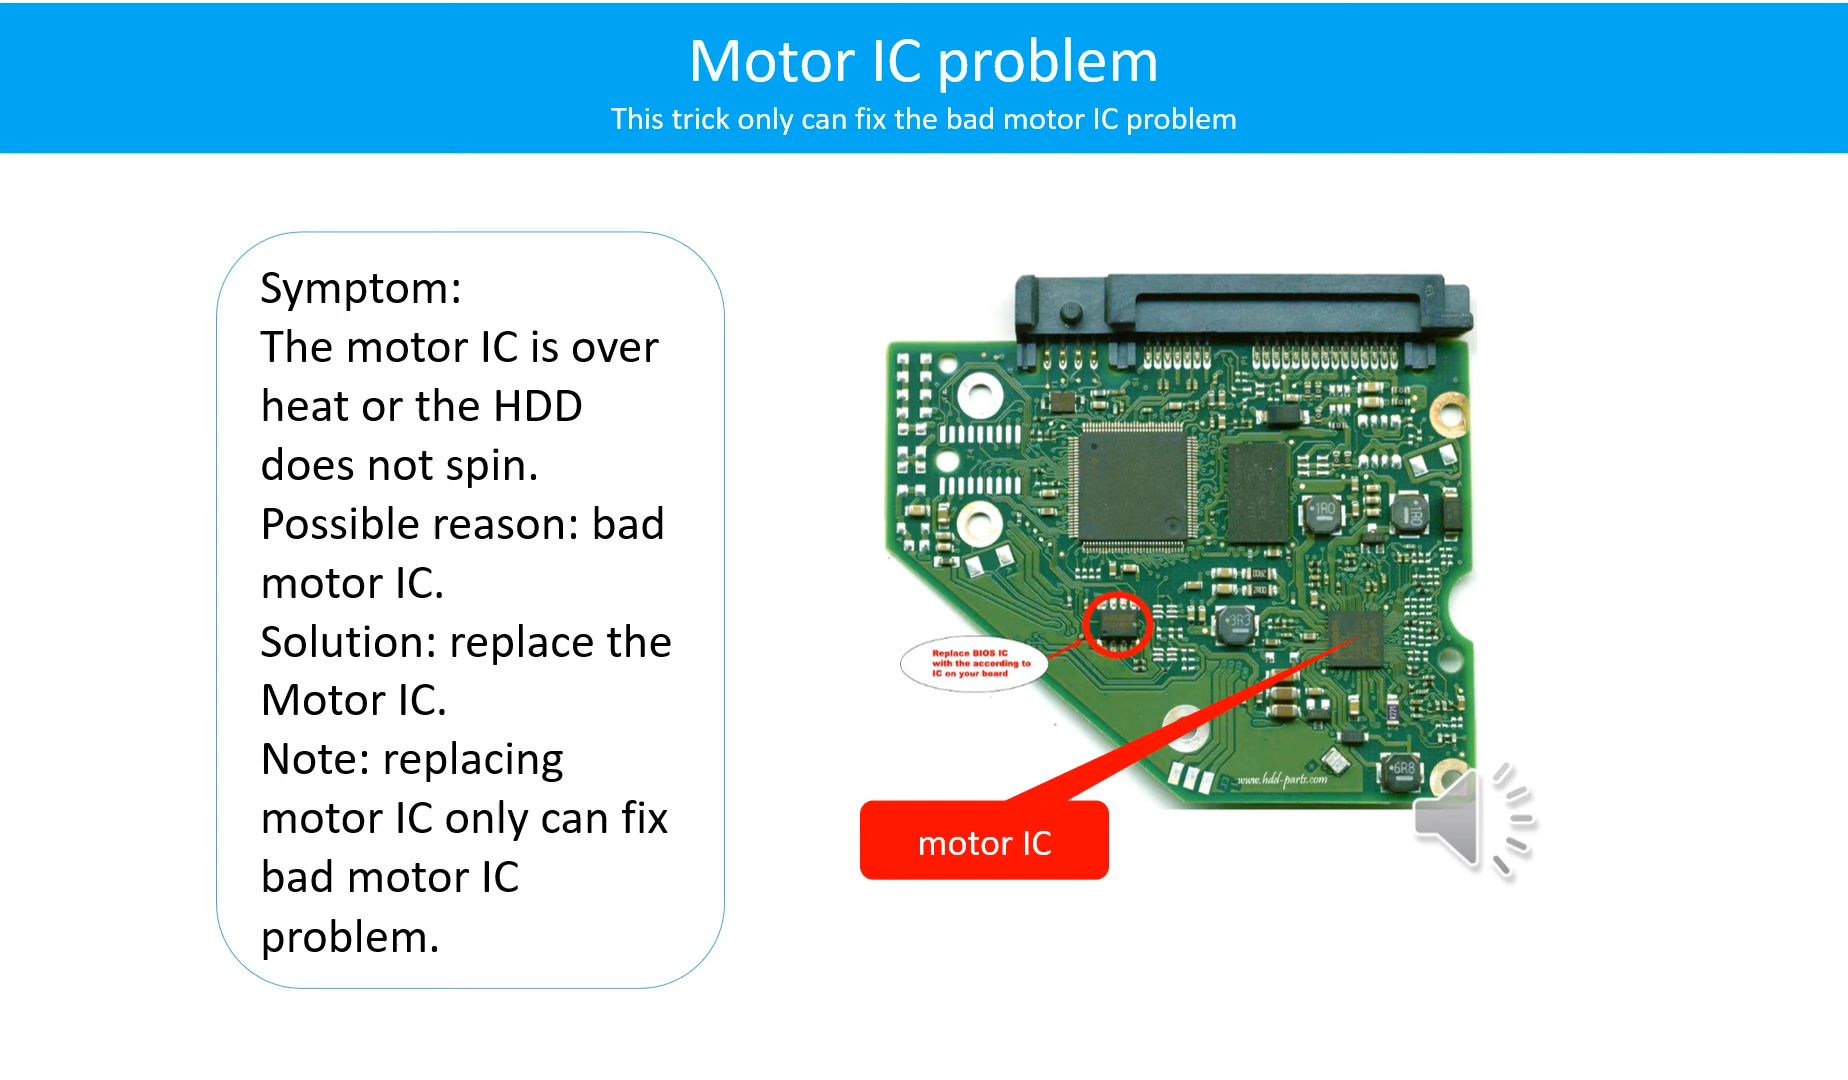 Motor IC problem
This trick only can fix the bad motor IC problem
Symptom:
The motor IC is over
heat or the HDD
does not spin.
Possible reason: bad
motor IC.
Solution: replace the
Motor IC.
Note: replacing
motor IC only can fix
bad motor IC
problem.
1R0
1R0
3R3
Replace BIOS IC
with the according to
IC on your board
www.hdd-parts.com
6R8
motor IC